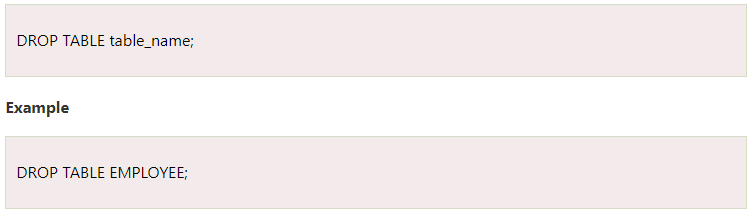 DROP TABLE table_name;
Example
DROP TABLE EMPLOYEE;